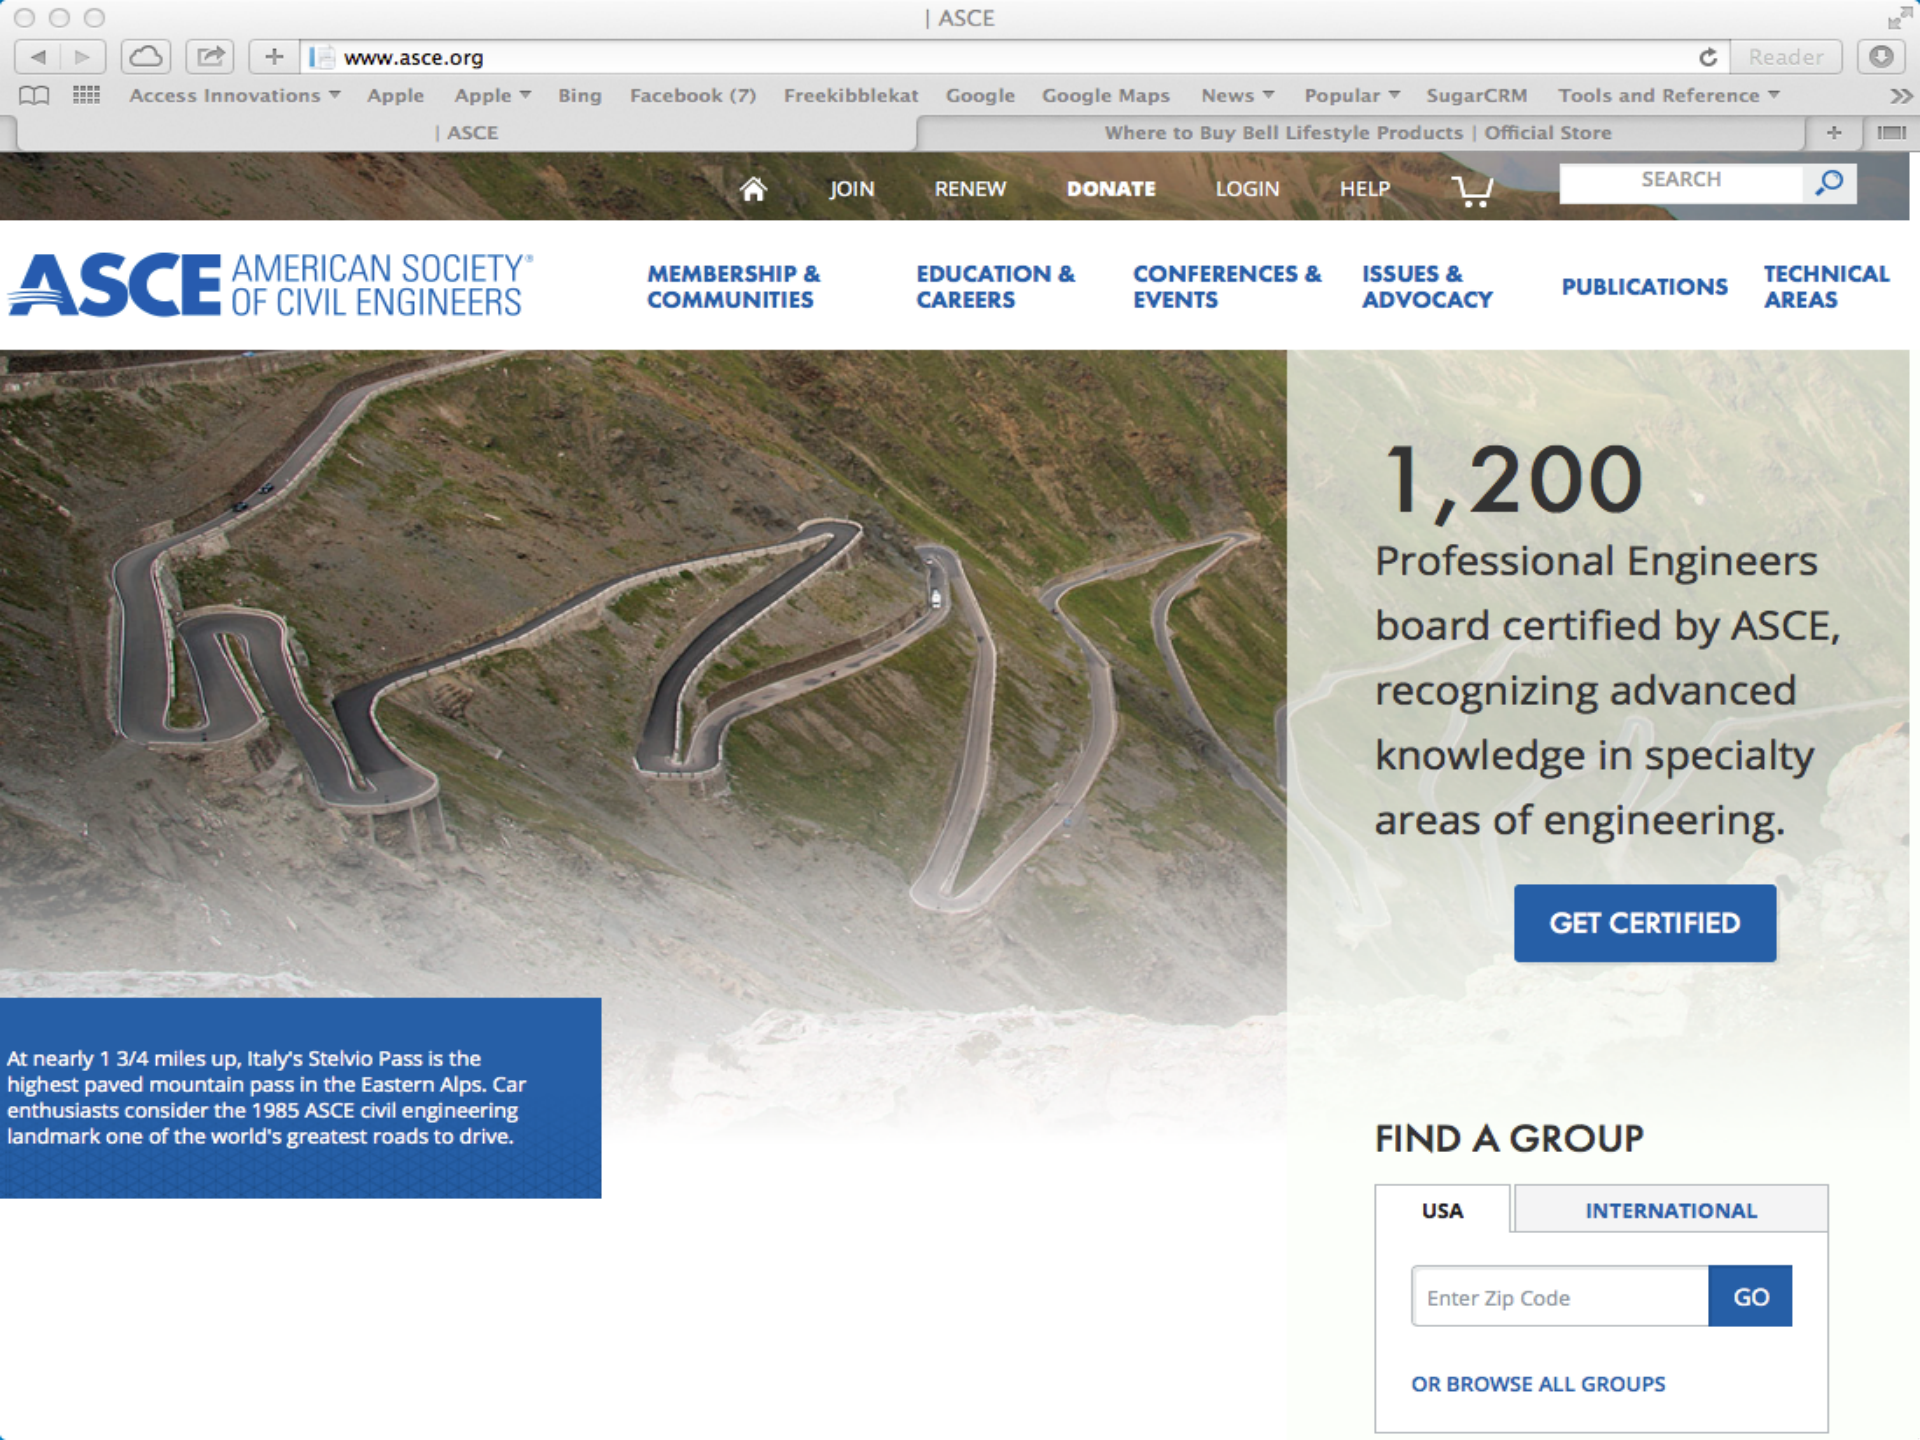 | ASCE
www.asce.org
Reader
Access Innovations
Apple
Apple
Bing
Facebook (7)
Freekibblekat
Google
Google Maps
News
Popular
SugarCRM
Tools and Reference
| ASCE
Where to Buy Bell Lifestyle Products | Official Store
JOIN
RENEW
DONATE
LOGIN
HELP
SEARCH
ASCE
AMERICAN SOCIETY®
OF CIVIL ENGINEERS
MEMBERSHIP &
COMMUNITIES
EDUCATION &
CAREERS
CONFERENCES &
EVENTS
ISSUES &
ADVOCACY
PUBLICATIONS
TECHNICAL
AREAS
1,200
Professional Engineers
board certified by ASCE,
recognizing advanced
knowledge in specialty
areas of engineering.
GET CERTIFIED
At nearly 1 3/4 miles up, Italy's Stelvio Pass is the
highest paved mountain pass in the Eastern Alps. Car
enthusiasts consider the 1985 ASCE civil engineering
landmark one of the world's greatest roads to drive.
FIND A GROUP
USA
INTERNATIONAL
Enter Zip Code
GO
OR BROWSE ALL GROUPS